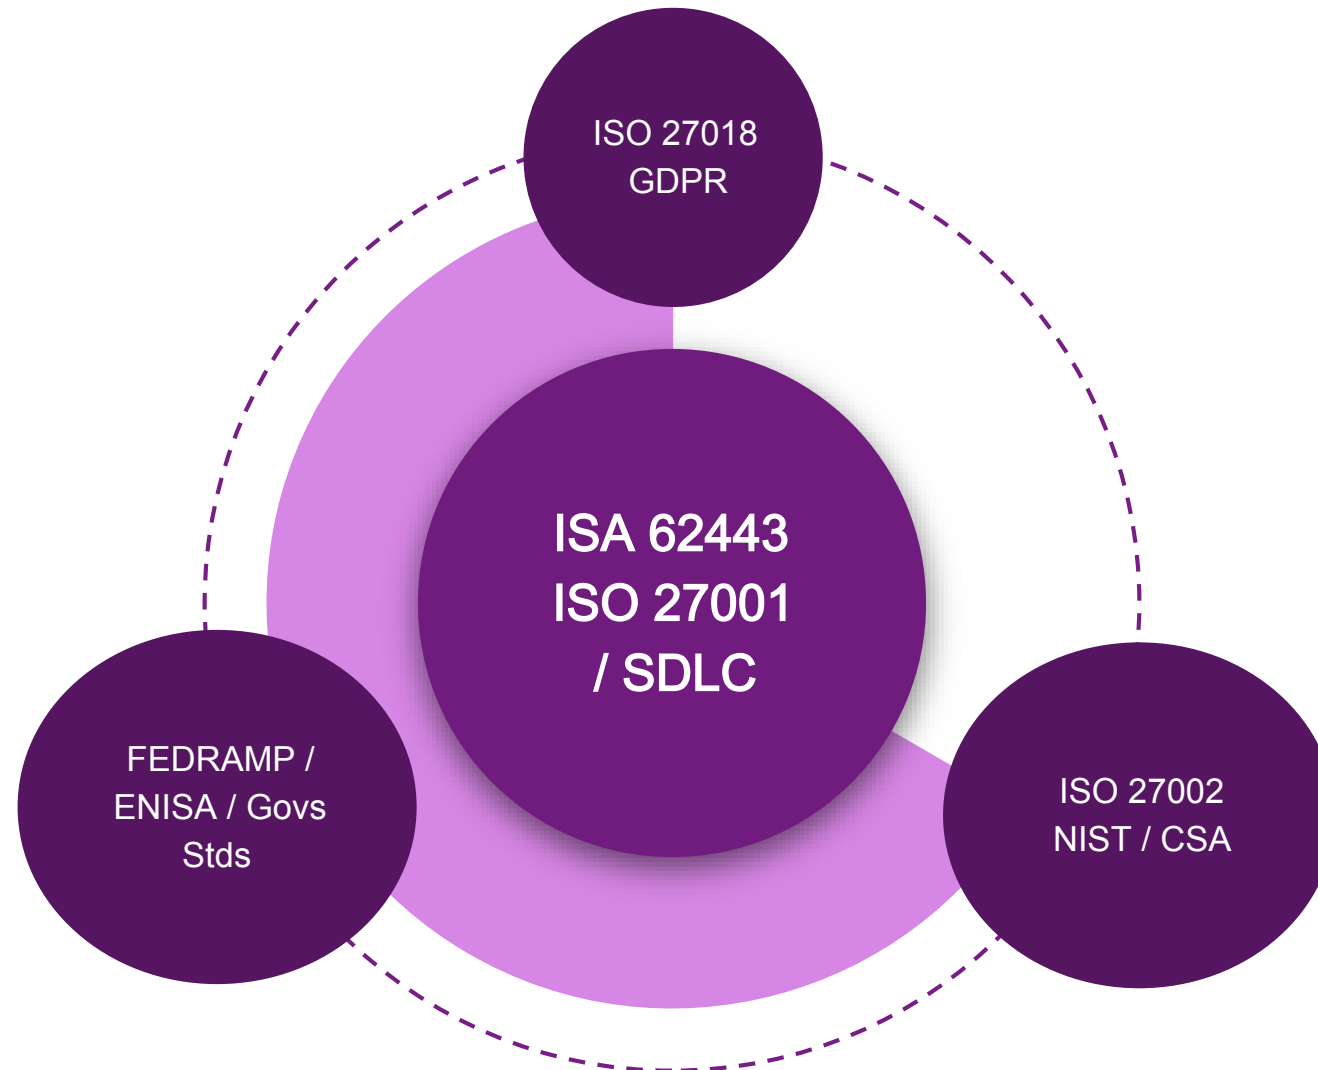 ISO 27018
GDPR
ISA 62443
ISO 27001
/ SDLC
FEDRAMP /
ENISA / Govs
Stds
ISO 27002
NIST / CSA